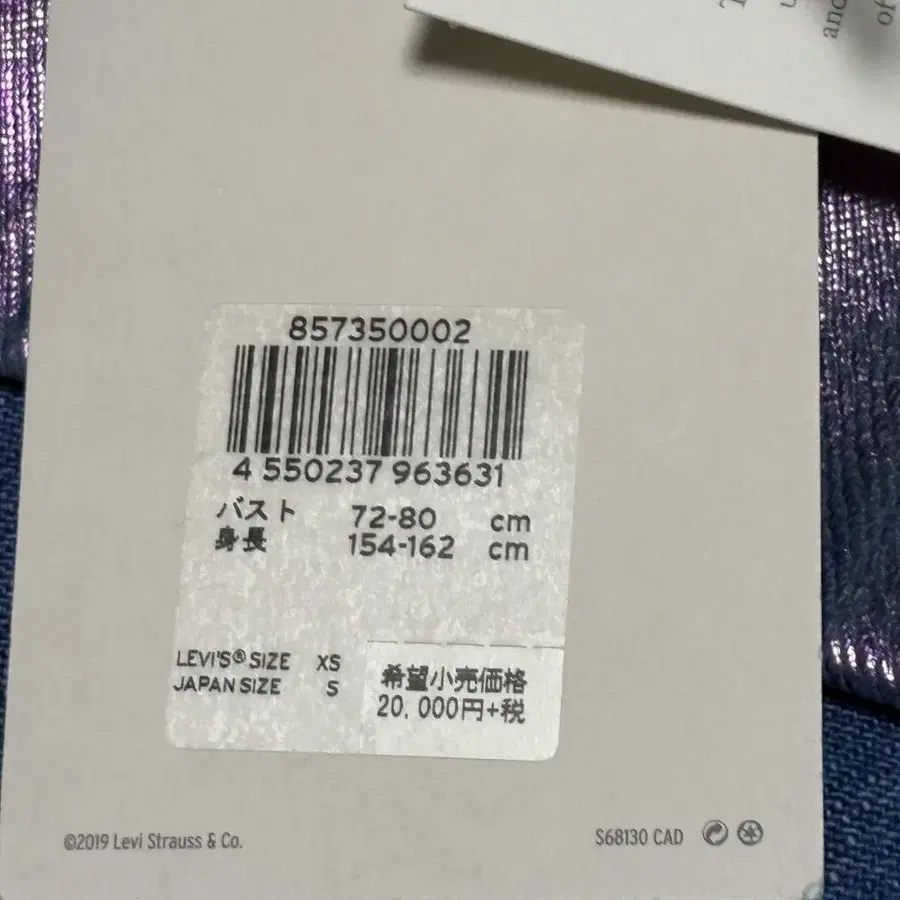 and
of
857350002
4 550237 963631
バスト 72-80 cm
身長 154-162 cm
LEVI'S® SIZE XS
JAPAN SIZE S
希望小売価格
20,000円+税
©2019 Levi Strauss & Co.
S68130 CAD